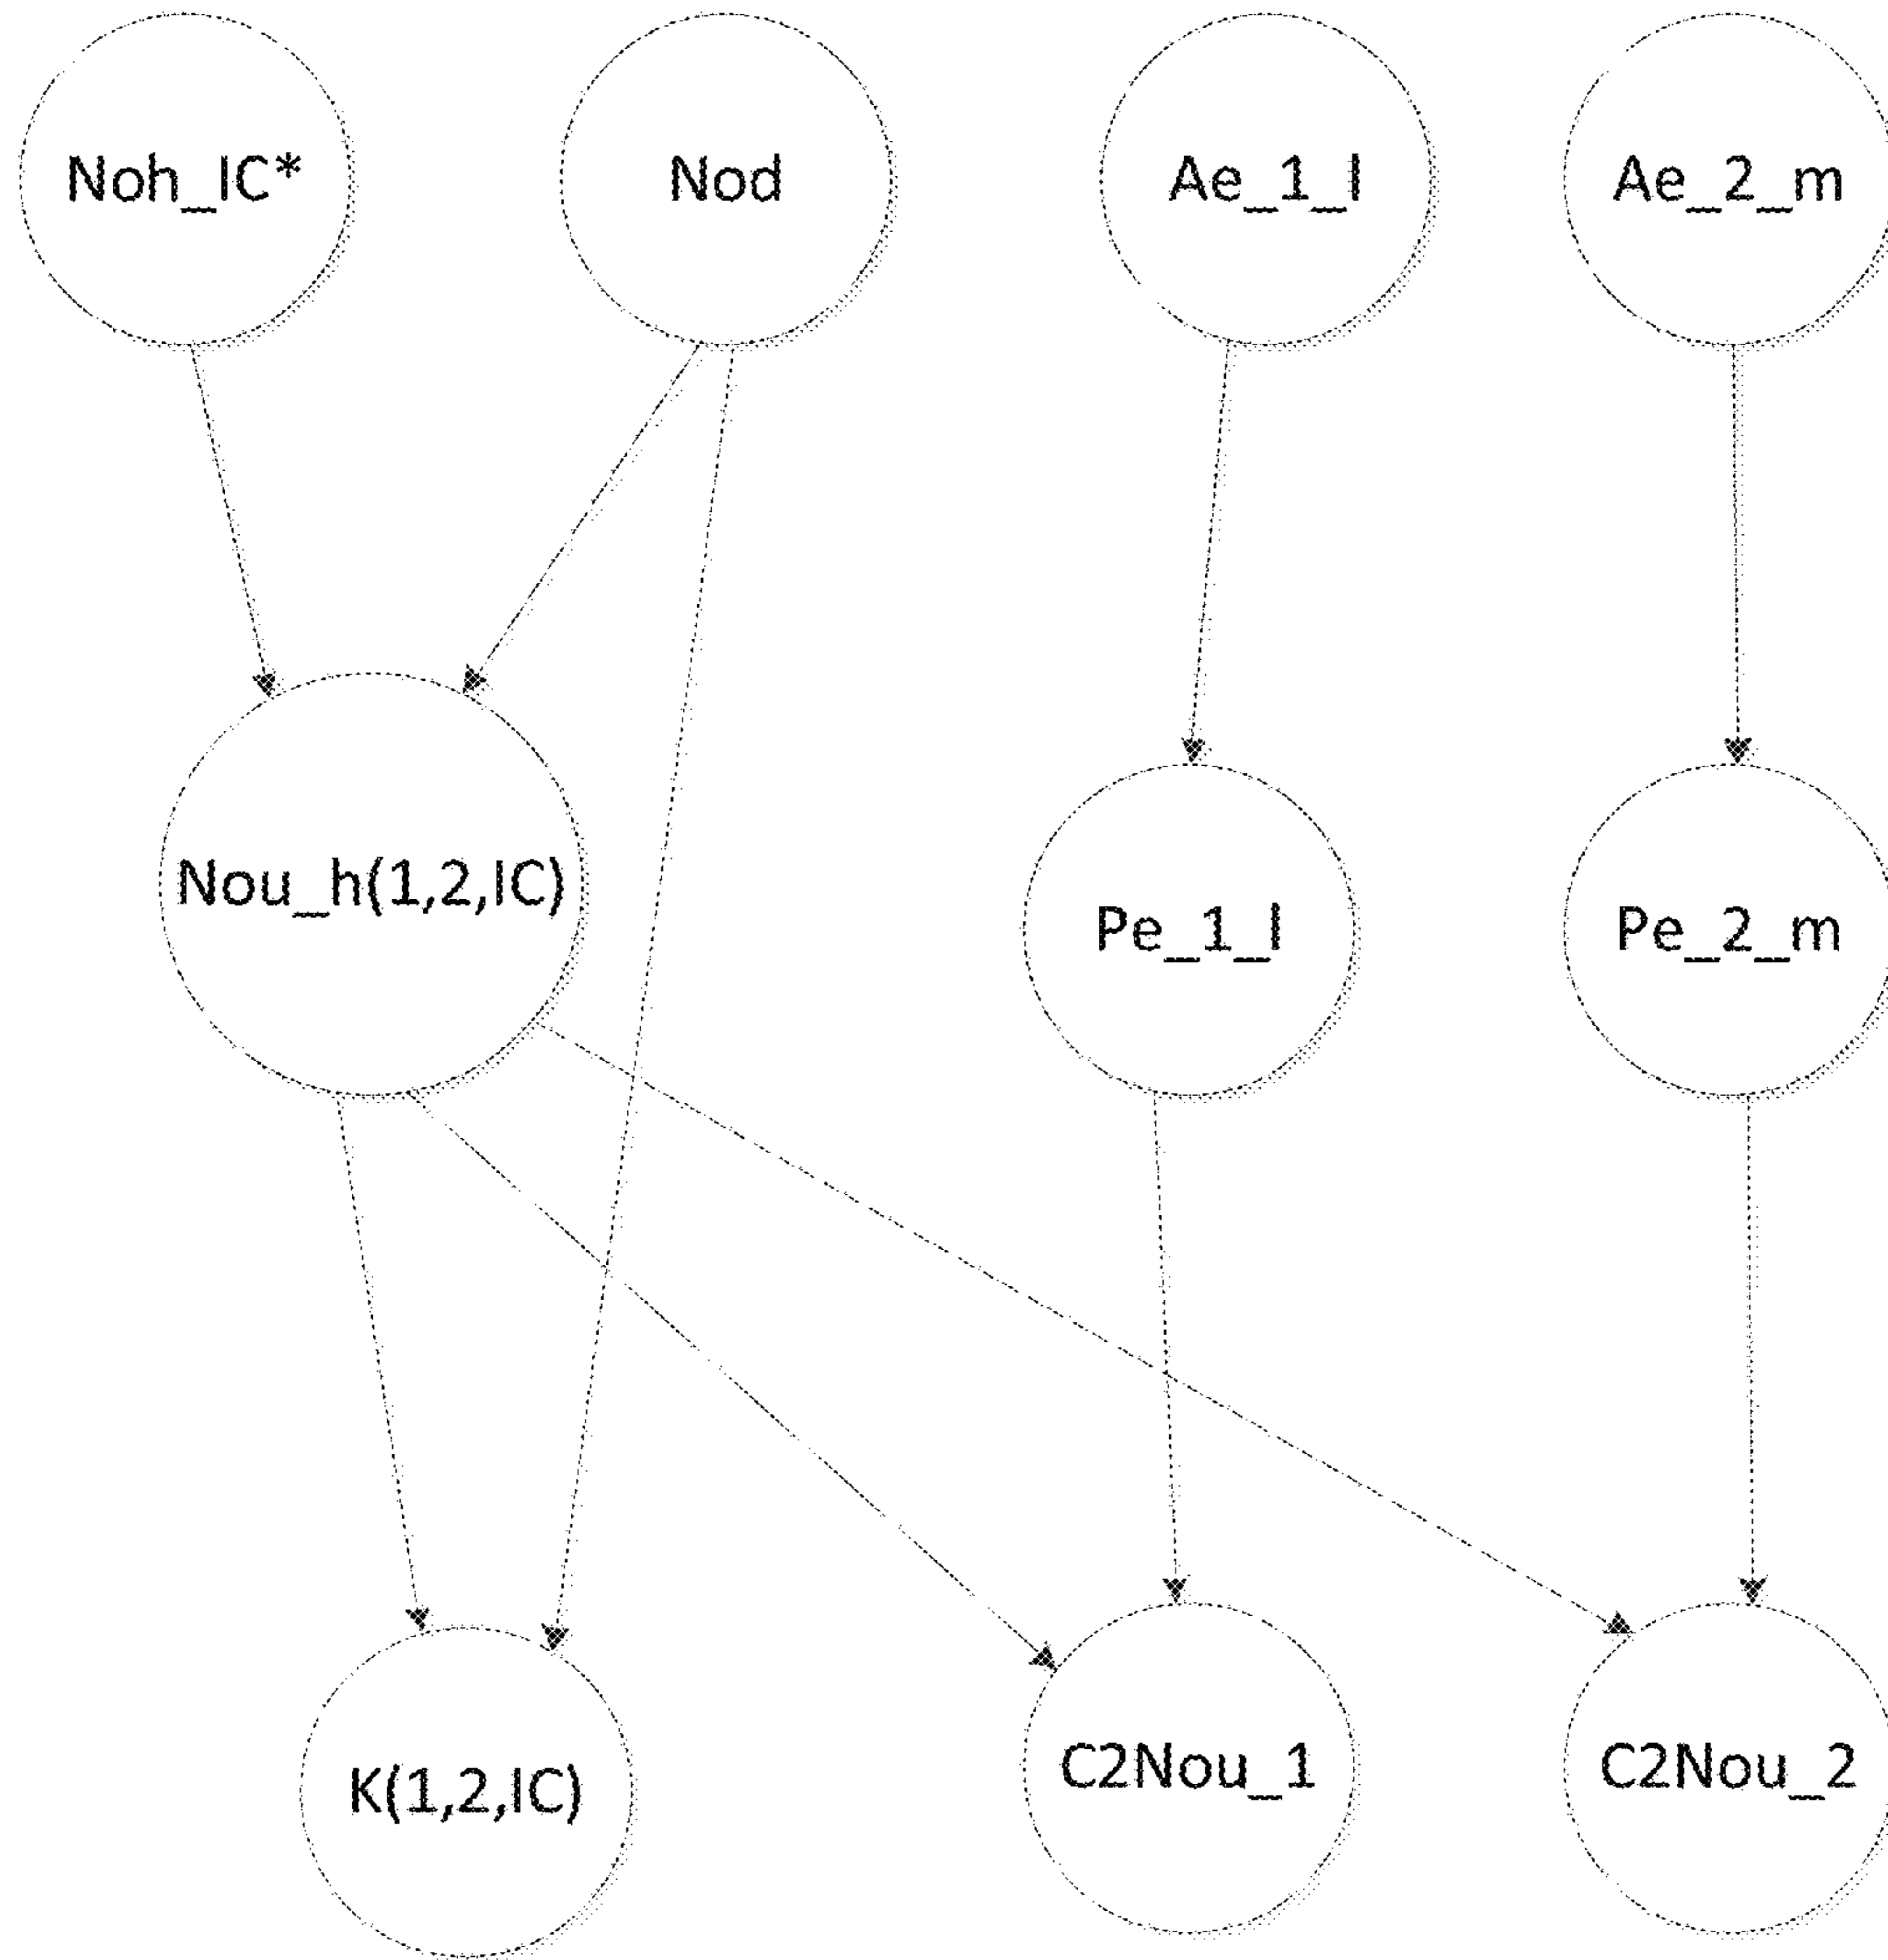 Noh_IC*
Nod
Ae_1_l
Ae_2_m
Nou_h(1,2,IC)
Pe_1_l
Pe_2_m
K(1,2,IC)
C2Nou_1
C2Nou_2